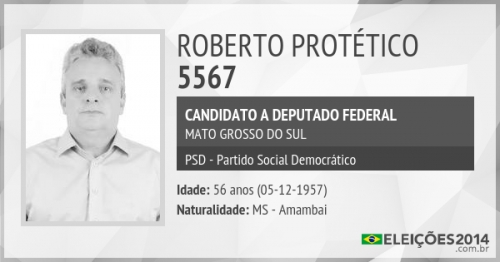 ROBERTO PROTÉTICO
5567
CANDIDATO A DEPUTADO FEDERAL
MATO GROSSO DO SUL
PSD - Partido Social Democrático
Idade: 56 anos (05-12-1957)
Naturalidade: MS - Amambai
ELEIÇÕES2014
.com.br